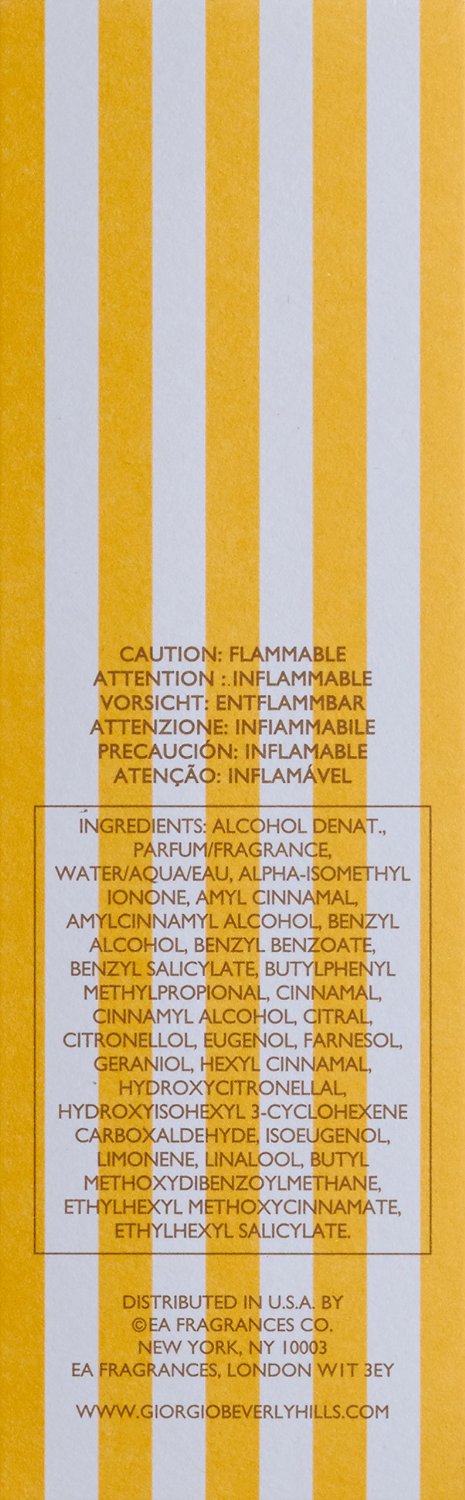 CAUTION: FLAMMABLE
ATTENTION : INFLAMMABLE
VORSICHT: ENTFLAMMBAR
ATTENZIONE: INFIAMMABILE
PRECAUCIÓN: INFLAMABLE
ATENÇÃO: INFLAMÁVEL
INGREDIENTS: ALCOHOL DENAT.,
PARFUM/FRAGRANCE,
WATER/AQUA/EAU, ALPHA-ISOMETHYL
IONONE, AMYL CINNAMAL,
AMYLCINNAMYL ALCOHOL, BENZYL
ALCOHOL, BENZYL BENZOATE,
BENZYL SALICYLATE, BUTYLPHENYL
METHYLPROPIONAL, CINNAMAL,
CINNAMYL ALCOHOL, CITRAL,
CITRONELLOL, EUGENOL, FARNESOL,
GERANIOL, HEXYL CINNAMAL,
HYDROXYCITRONELLAL,
HYDROXYISOHEXYL 3-CYCLOHEXENE
CARBOXALDEHYDE, ISOEUGENOL,
LIMONENE, LINALOOL, BUTYL
METHOXYDIBENZOYLMETHANE,
ETHYLHEXYL METHOXYCINNAMATE,
ETHYLHEXYL SALICYLATE.
DISTRIBUTED IN U.S.A. BY
©EA FRAGRANCES CO.
NEW YORK, NY 10003
EA FRAGRANCES, LONDON W1T 3EY
WWW.GIORGIOBEVERLYHILLS.COM